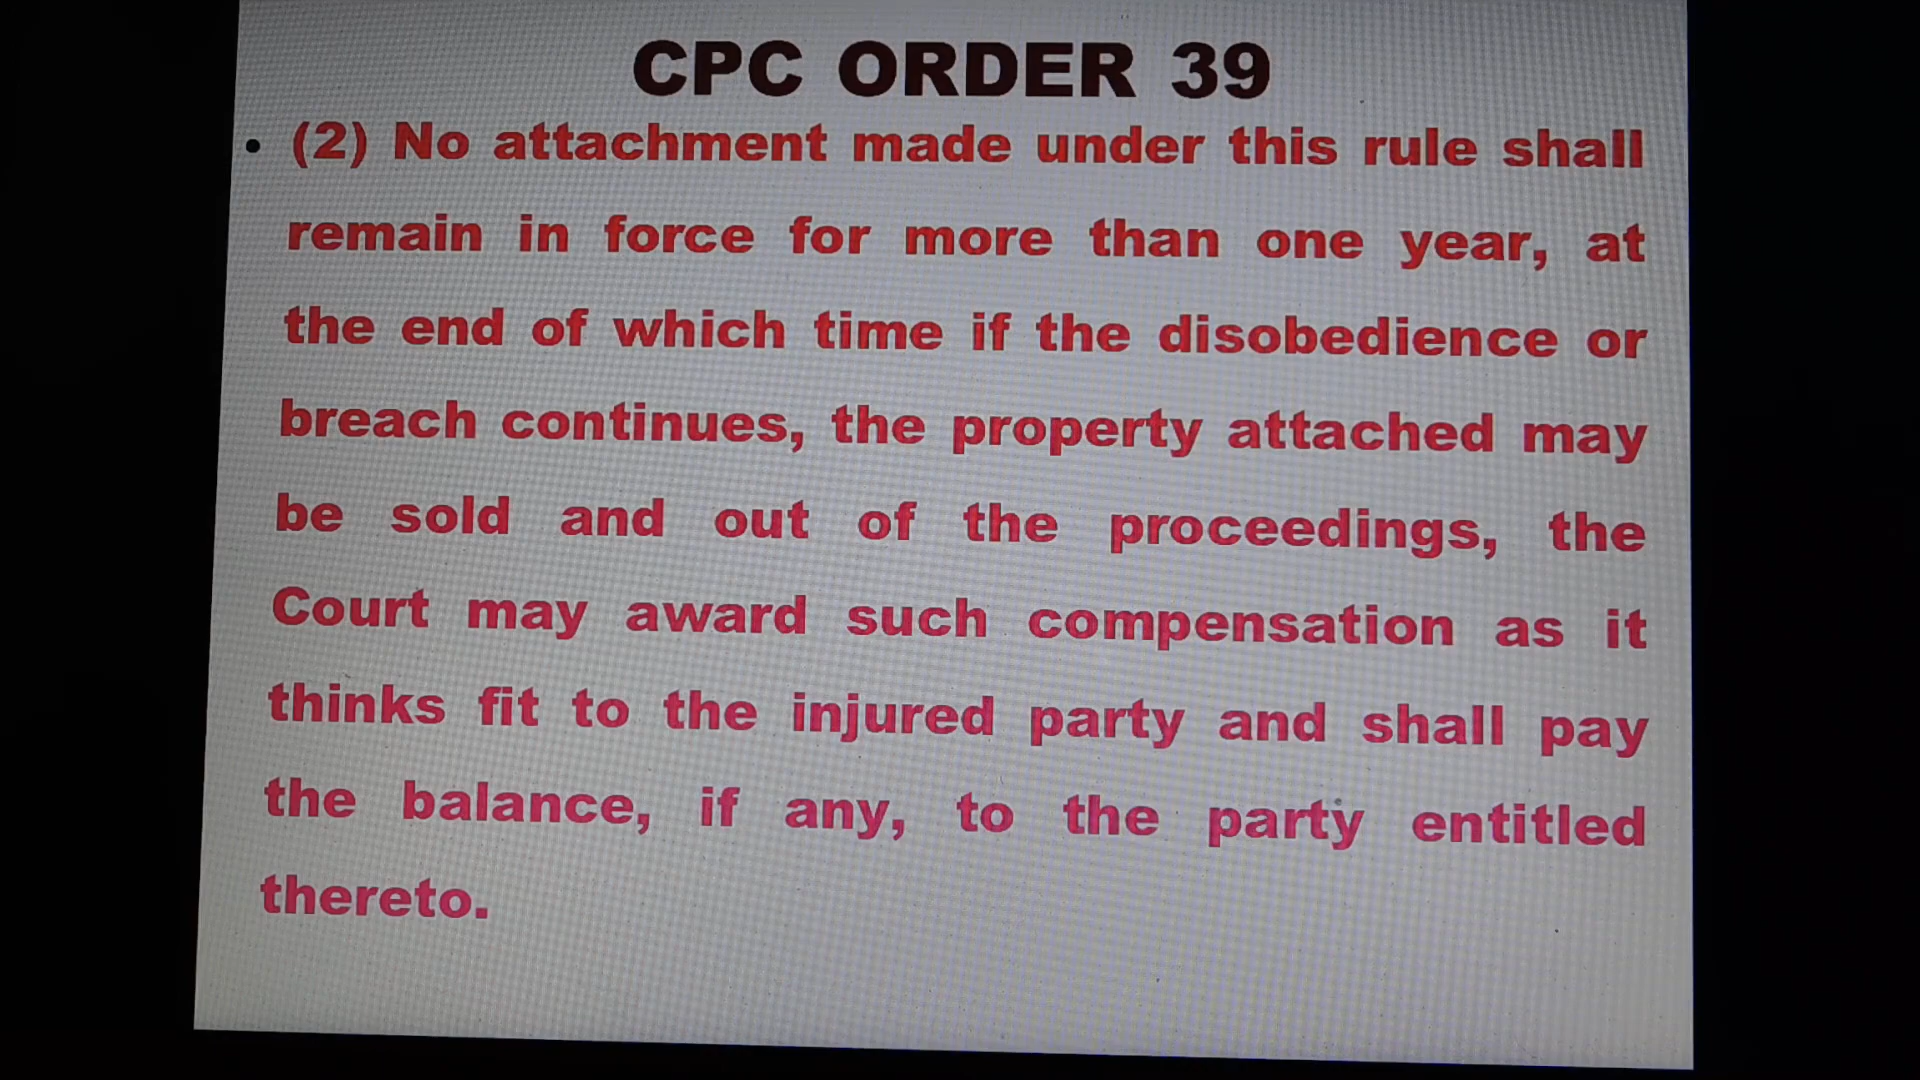 CPC ORDER 39
• (2) No attachment made under this rule shall
remain in force for more than one year, at
the end of which time if the disobedience or
breach continues, the property attached may
be sold and out of the proceedings, the
Court may award such compensation as it
thinks fit to the injured party and shall pay
the balance, if any, to the party entitled
thereto.